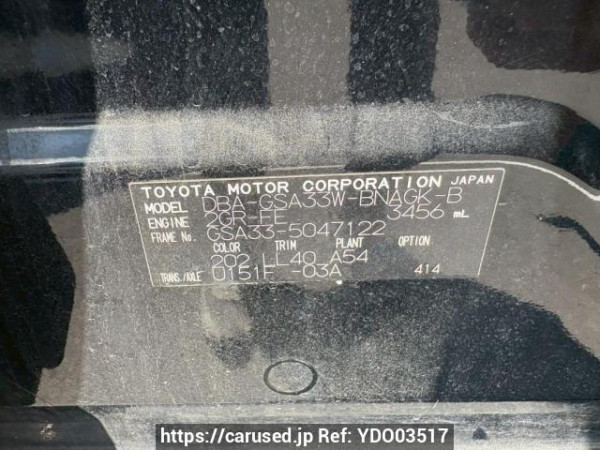 TOYOTA MOTOR CORPORATION JAPAN
MODEL DBA-GSA33W-BNAGK-B
ENGINE 2GR-FE 3456 mL
FRAME No. GSA33-5047122
COLOR TRIM PLANT OPTION
202 LL40 A54
TRANS./AXLE U151F -03A 414
https://carused.jp Ref: YDO03517